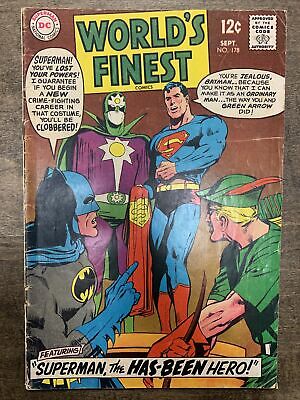 DC
WORLD'S
FINEST
COMICS
12¢
SEPT.
NO. 178
APPROVED
BY THE
COMICS CODE
AUTHORITY
SUPERMAN!
YOU'VE LOST
YOUR POWERS!
I GUARANTEE
IF YOU BEGIN
A NEW
CRIME-FIGHTING
CAREER IN
THAT COSTUME,
YOU'LL BE
CLOBBERED!
YOU'RE JEALOUS,
BATMAN... BECAUSE
YOU KNOW THAT I CAN
MAKE IT AS AN ORDINARY
MAN... THE WAY YOU AND
GREEN ARROW
DID!
FEATURING
"SUPERMAN, THE HAS-BEEN HERO!"